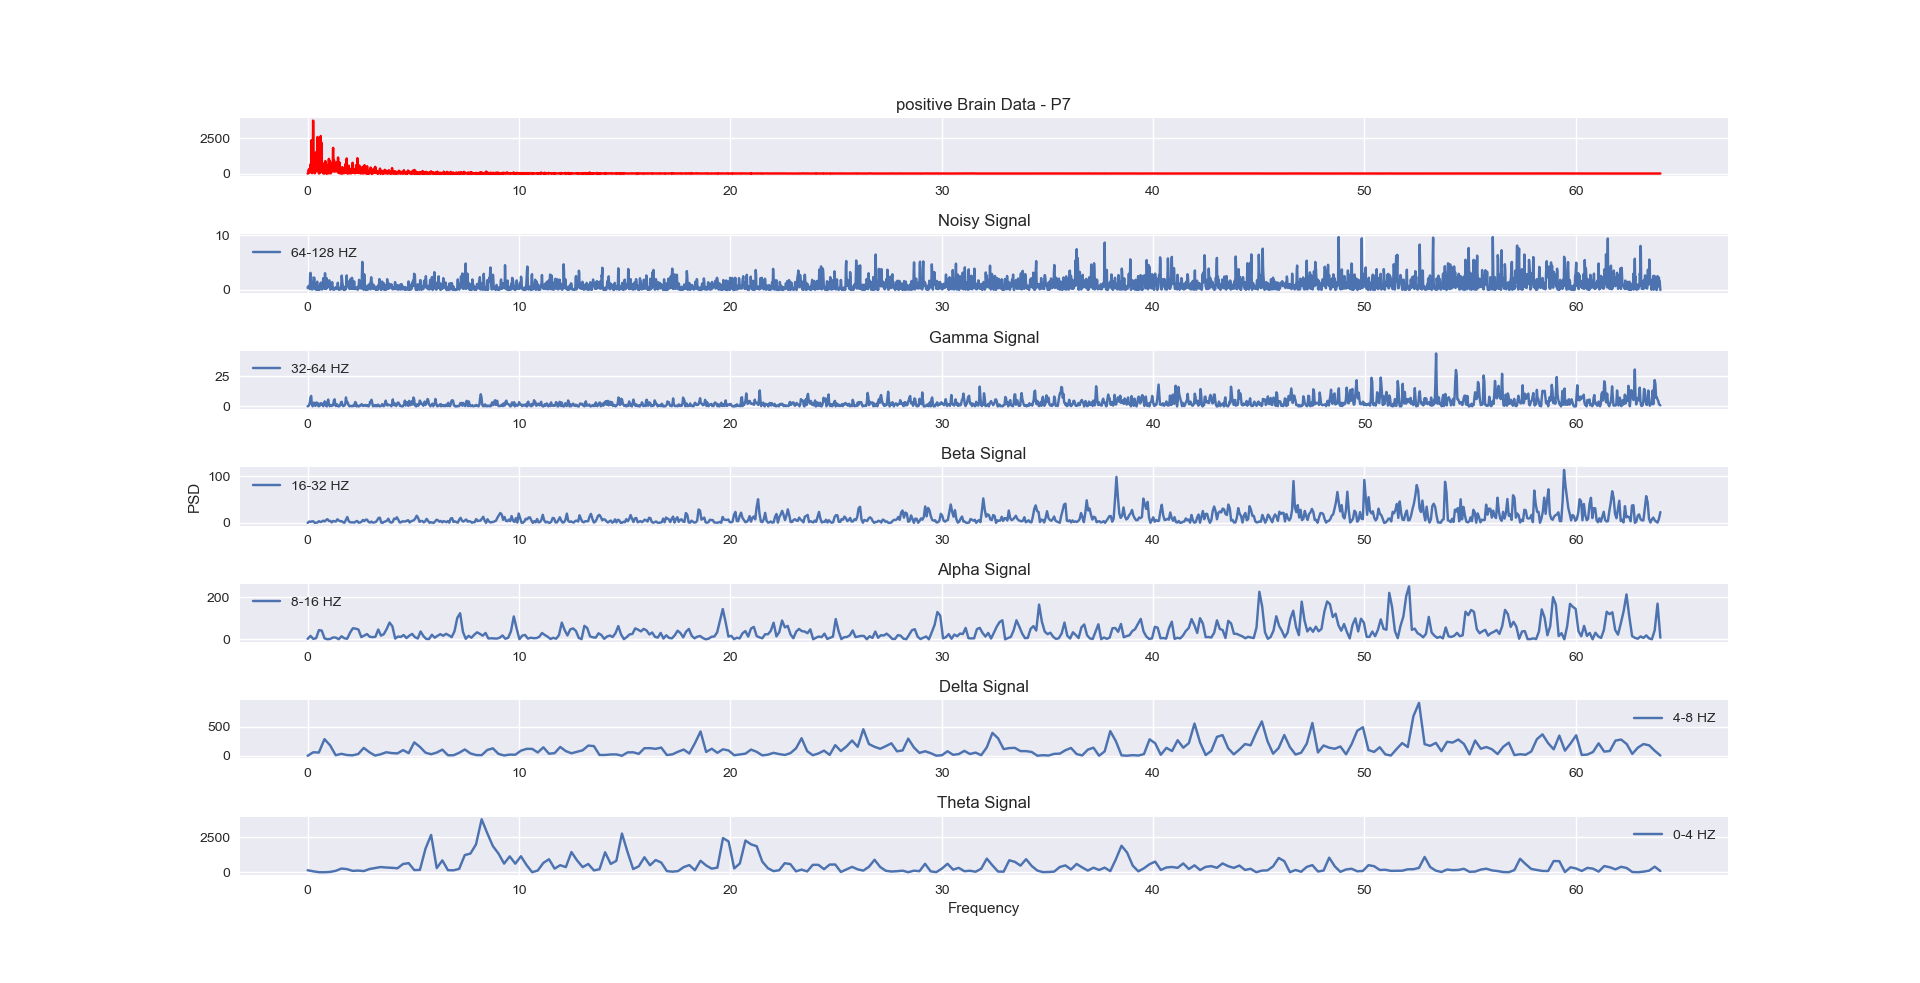 positive Brain Data - P7
2500
0
0 10 20 30 40 50 60
Noisy Signal
10
64-128 HZ
0
0 10 20 30 40 50 60
Gamma Signal
32-64 HZ
25
0
0 10 20 30 40 50 60
Beta Signal
100
16-32 HZ
PSD
0
0 10 20 30 40 50 60
Alpha Signal
200
8-16 HZ
0
0 10 20 30 40 50 60
Delta Signal
4-8 HZ
500
0
0 10 20 30 40 50 60
Theta Signal
0-4 HZ
2500
0
0 10 20 30 40 50 60
Frequency